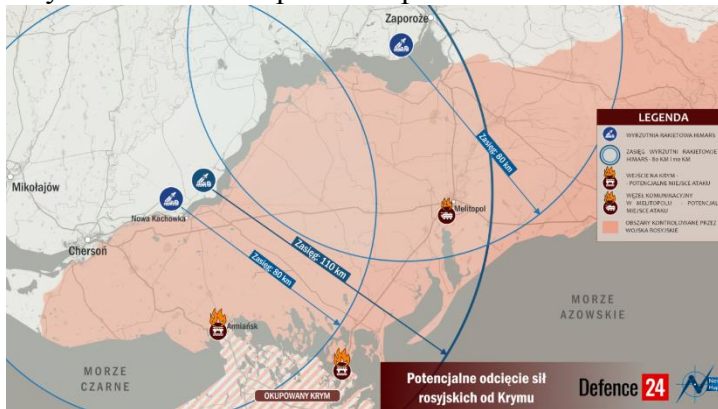 Zaporoże
Zasięg: 80 km
LEGENDA
WYRZUTNIA RAKIETOWA HIMARS
ZASIĘG WYRZUTNI RAKIETOWEJ
HIMARS - 80 KM I 110 KM
WEJŚCIE NA KRYM -
- POTENCJALNE MIEJSCE ATAKU
WĘZEŁ KOMUNIKACYJNY
W MELITOPOLU - POTENCJAL
MIEJSCE ATAKU
OBSZARY KONTROLOWANE PRZEZ
WOJSKA ROSYJSKIE
Mikołajów
Nowa Kachowka
Melitopol
Chersoń
Zasięg: 110 km
Zasięg: 80 km
Armiańsk
MORZE
AZOWSKIE
MORZE
CZARNE
OKUPOWANY KRYM
Potencjalne odcięcie sił
rosyjskich od Krymu
Defence 24